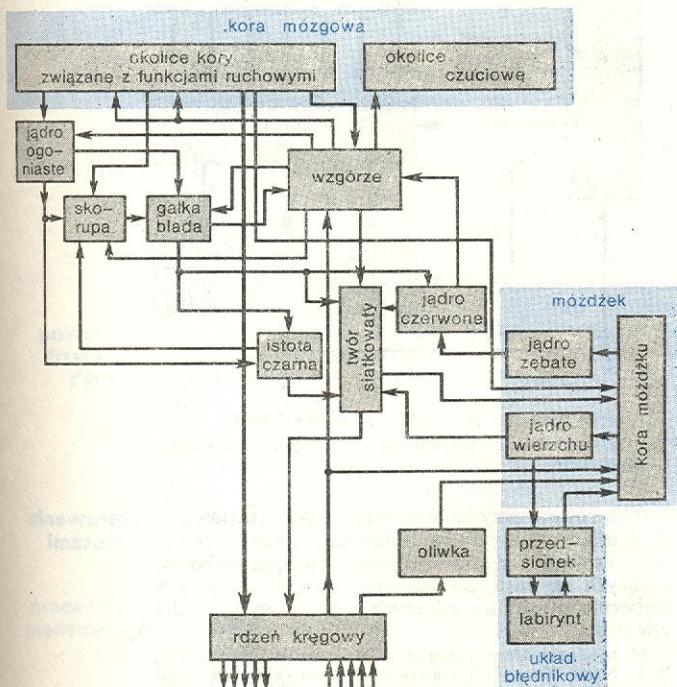 kora mózgowa
okolice kory
związane z funkcjami ruchowymi
okolice
czuciowe
jądro
ogo-
niaste
wzgórze
sko-
rupa
gałka
blada
jądro
czerwone
móżdżek
istota
czarna
twór
siatkowaty
jądro
zębate
kora móżdżku
jądro
wierzchu
oliwka
przed-
sionek
labirynt
rdzeń kręgowy
układ
błędnikowy